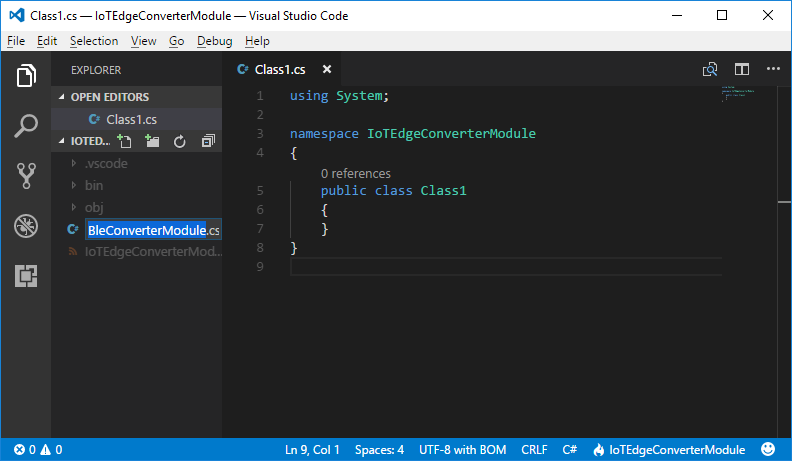 Class1.cs — IoTEdgeConverterModule — Visual Studio Code
File Edit Selection View Go Debug Help
EXPLORER
OPEN EDITORS
C# Class1.cs
IOTED...
.vscode
bin
obj
C# BleConverterModule.cs
IoTEdgeConverterMod...
C# Class1.cs
1 using System;
2
3 namespace IoTEdgeConverterModule
4 {
0 references
5 public class Class1
6 {
7 }
8 }
9
0 0 Ln 9, Col 1 Spaces: 4 UTF-8 with BOM CRLF C# IoTEdgeConverterModule